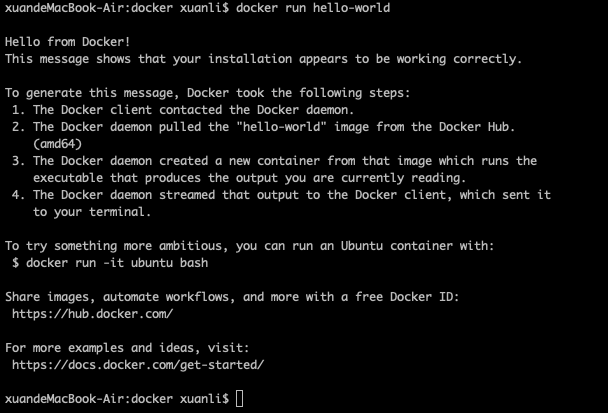 xuandeMacBook-Air:docker xuanli$ docker run hello-world
Hello from Docker!
This message shows that your installation appears to be working correctly.
To generate this message, Docker took the following steps:
1. The Docker client contacted the Docker daemon.
2. The Docker daemon pulled the "hello-world" image from the Docker Hub.
(amd64)
3. The Docker daemon created a new container from that image which runs the
executable that produces the output you are currently reading.
4. The Docker daemon streamed that output to the Docker client, which sent it
to your terminal.
To try something more ambitious, you can run an Ubuntu container with:
$ docker run -it ubuntu bash
Share images, automate workflows, and more with a free Docker ID:
https://hub.docker.com/
For more examples and ideas, visit:
https://docs.docker.com/get-started/
xuandeMacBook-Air:docker xuanli$